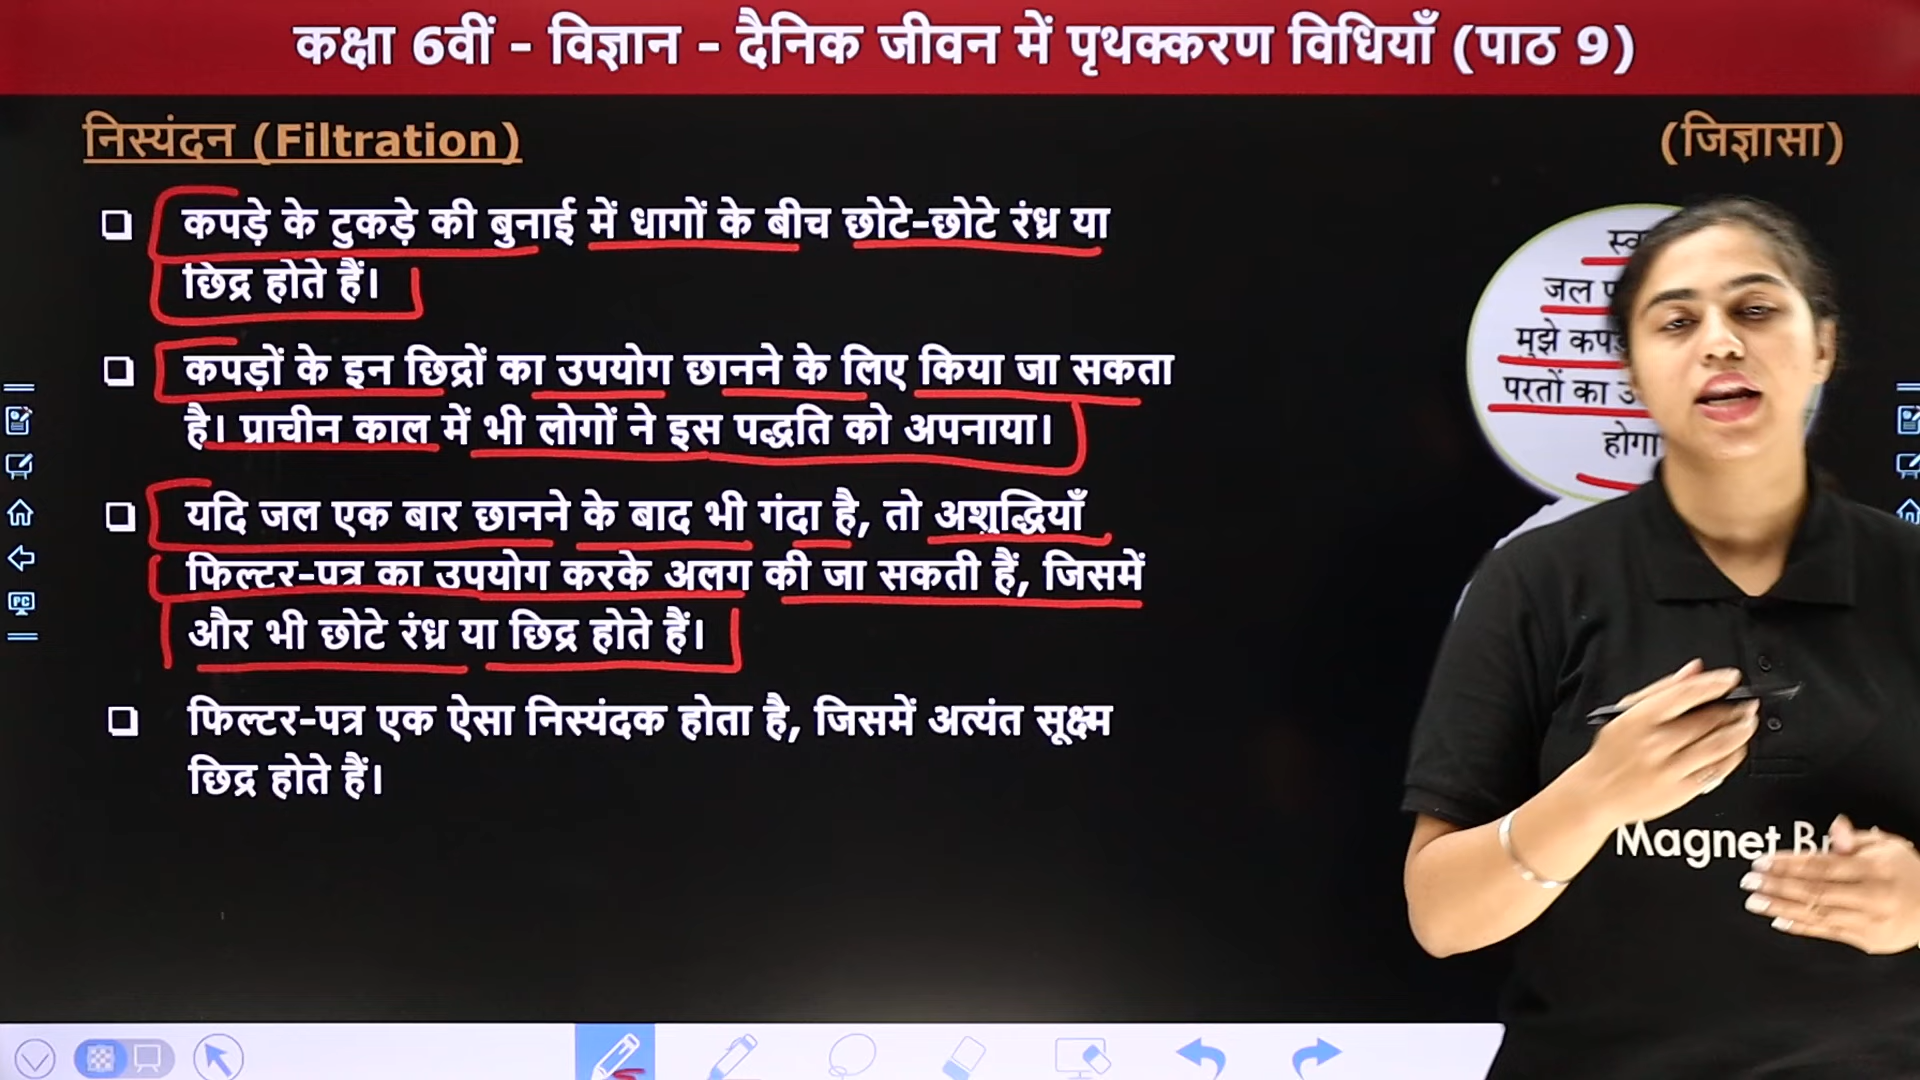 कक्षा 6वीं – विज्ञान – दैनिक जीवन में पृथक्करण विधियाँ (पाठ 9)
निस्यंदन (Filtration)
(जिज्ञासा)
कपड़े के टुकड़े की बुनाई में धागों के बीच छोटे-छोटे रंध्र या
छिद्र होते हैं।
कपड़ों के इन छिद्रों का उपयोग छानने के लिए किया जा सकता
है। प्राचीन काल में भी लोगों ने इस पद्धति को अपनाया।
यदि जल एक बार छानने के बाद भी गंदा है, तो अशुद्धियाँ
फिल्टर-पत्र का उपयोग करके अलग की जा सकती हैं, जिसमें
और भी छोटे रंध्र या छिद्र होते हैं।
फिल्टर-पत्र एक ऐसा निस्यंदक होता है, जिसमें अत्यंत सूक्ष्म
छिद्र होते हैं।
जल
मुझे
परतों का
होगा
Magnet
PC